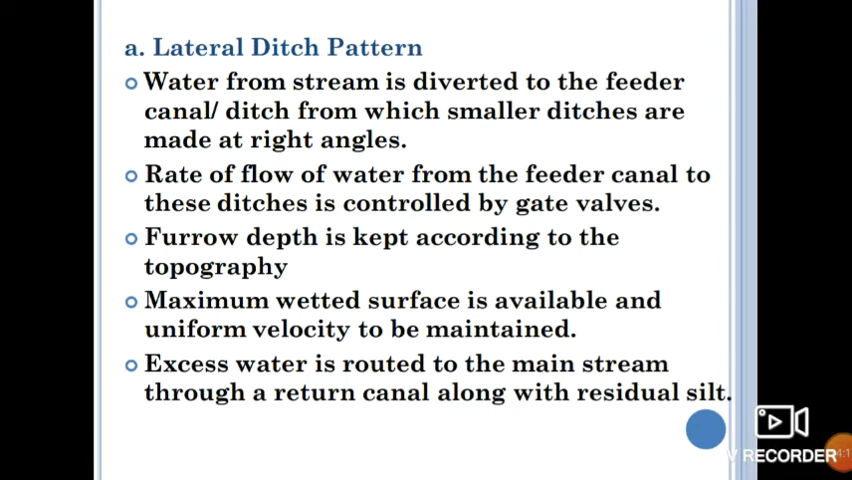 a. Lateral Ditch Pattern
Water from stream is diverted to the feeder
canal/ ditch from which smaller ditches are
made at right angles.
Rate of flow of water from the feeder canal to
these ditches is controlled by gate valves.
Furrow depth is kept according to the
topography
Maximum wetted surface is available and
uniform velocity to be maintained.
Excess water is routed to the main stream
through a return canal along with residual silt.
V RECORDER